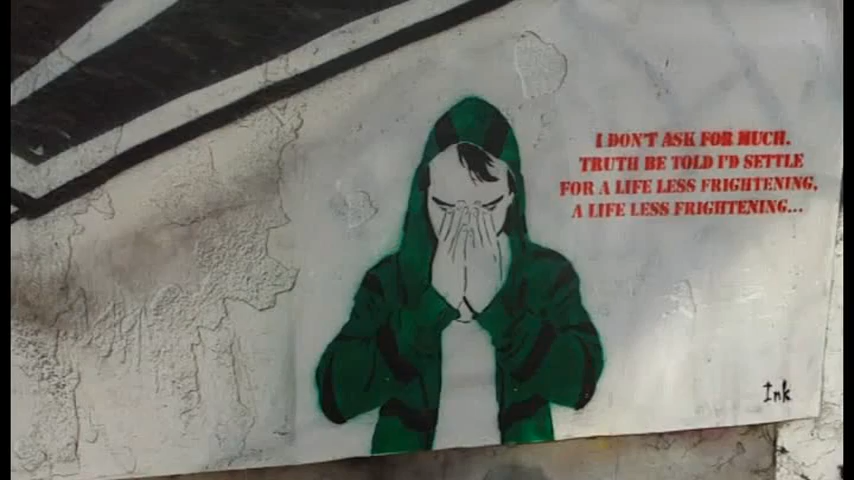 I DON'T ASK FOR MUCH.
TRUTH BE TOLD I'D SETTLE
FOR A LIFE LESS FRIGHTENING,
A LIFE LESS FRIGHTENING...
Ink